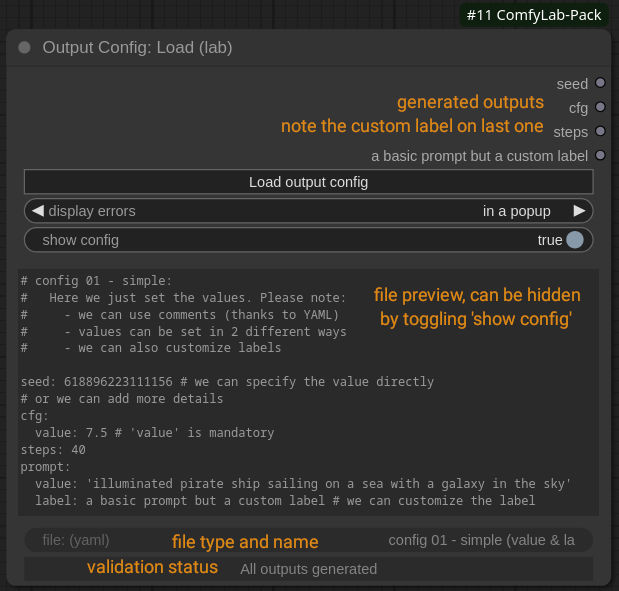 #11 ComfyLab-Pack
Output Config: Load (lab)
seed
generated outputs
cfg
note the custom label on last one
steps
a basic prompt but a custom label
Load output config
display errors in a popup
show config true
# config 01 - simple:
#   Here we just set the values. Please note:
#     - we can use comments (thanks to YAML)
#     - values can be set in 2 different ways
#     - we can also customize labels
file preview, can be hidden
by toggling 'show config'
seed: 618896223111156 # we can specify the value directly
# or we can add more details
cfg:
  value: 7.5 # 'value' is mandatory
steps: 40
prompt:
  value: 'illuminated pirate ship sailing on a sea with a galaxy in the sky'
  label: a basic prompt but a custom label # we can customize the label
file: (yaml) file type and name config 01 - simple (value & la
validation status All outputs generated